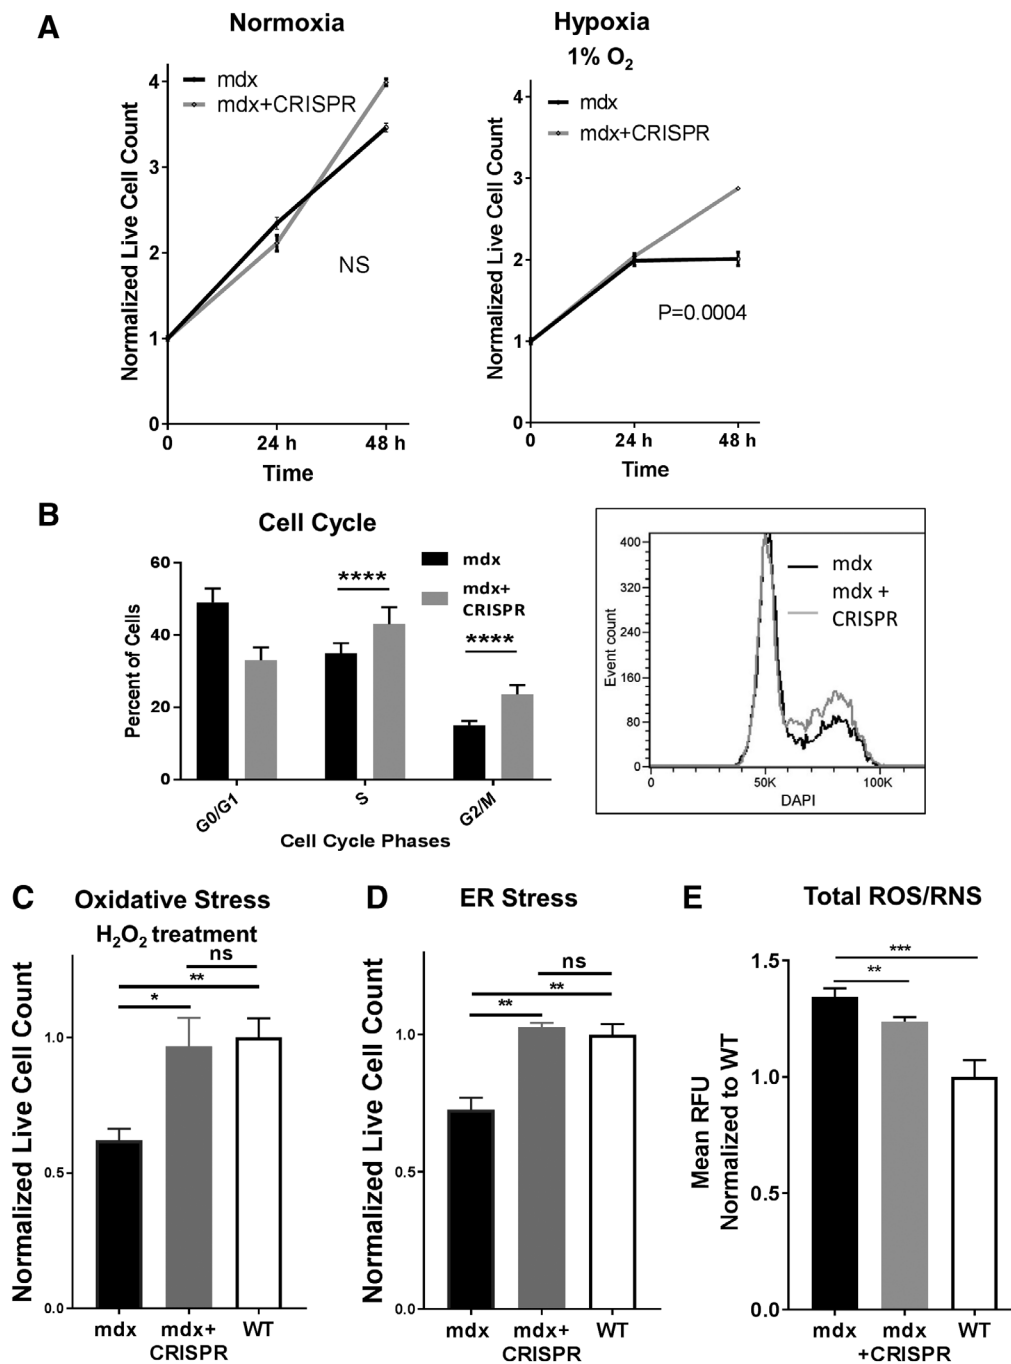 A
Normoxia
mdx
mdx+CRISPR
Normalized Live Cell Count
4
3
2
1
0
NS
0 24 h 48 h
Time
Hypoxia
1% O₂
mdx
mdx+CRISPR
Normalized Live Cell Count
4
3
2
1
0
P=0.0004
0 24 h 48 h
Time
B
Cell Cycle
mdx
mdx+
CRISPR
Percent of Cells
60
40
20
0
****
****
G0/G1 S G2/M
Cell Cycle Phases
mdx
mdx +
CRISPR
Event count
400
320
240
160
80
0
0 50K 100K
DAPI
C
Oxidative Stress
H₂O₂ treatment
ns
**
*
Normalized Live Cell Count
1.0
0.5
0.0
mdx mdx+ WT
CRISPR
D
ER Stress
ns
**
**
Normalized Live Cell Count
1.0
0.5
0.0
mdx mdx+ WT
CRISPR
E
Total ROS/RNS
***
**
Mean RFU
Normalized to WT
1.5
1.0
0.5
0.0
mdx mdx WT
+CRISPR